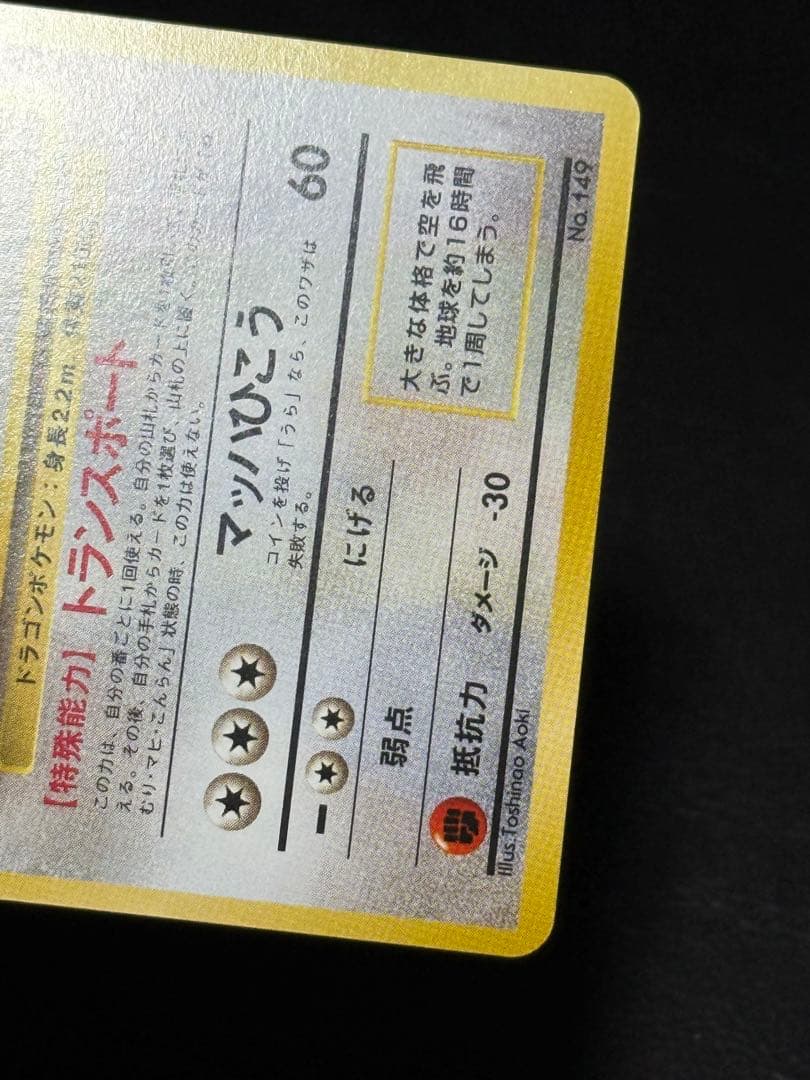 ドラゴンポケモン：身長2.2m
【特殊能力】トランスポート
この力は、自分の番ごとに1回使える。自分の山札からカードを1枚
える。その後、自分の手札からカードを1枚選び、山札の上に置く。
むり・マヒ・こんらん」状態の時、この力は使えない。
マッハひこう 60
コインを投げ「うら」なら、このワザは
失敗する。
にげる
弱点
抵抗力 ダメージ -30
大きな体格で空を飛
ぶ。地球を約16時間
で1周してしまう。
Illus.Toshinao Aoki
No.149